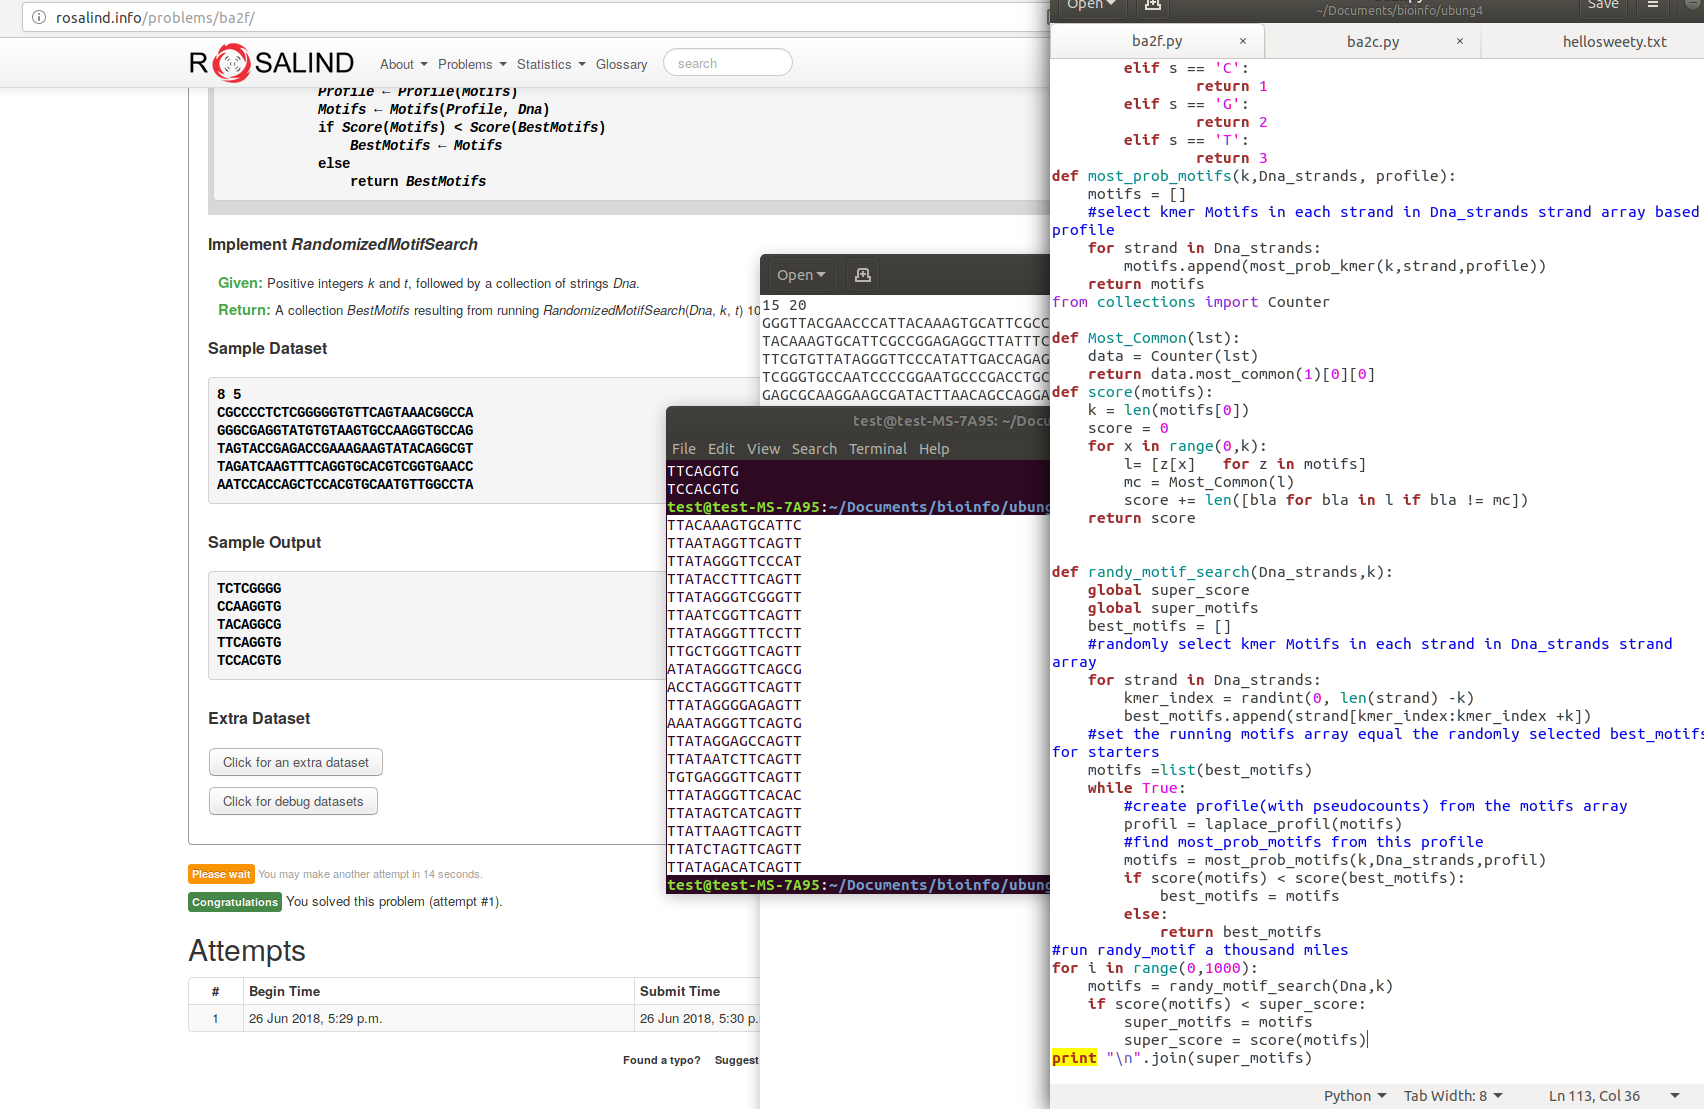 rosalind.info/problems/ba2f/
ROSALIND
About
Problems
Statistics
Glossary
search
Profile ← Profile(Motifs)
Motifs ← Motifs(Profile, Dna)
if Score(Motifs) < Score(BestMotifs)
BestMotifs ← Motifs
else
return BestMotifs
Implement RandomizedMotifSearch
Given: Positive integers k and t, followed by a collection of strings Dna.
Return: A collection BestMotifs resulting from running RandomizedMotifSearch(Dna, k, t) 10
Sample Dataset
8 5
CGCCCCTCTCGGGGGTGTTCAGTAAACGGCCA
GGGCGAGGTATGTGTAAGTGCCAAGGTGCCAG
TAGTACCGAGACCGAAAGAAGTATACAGGCGT
TAGATCAAGTTTCAGGTGCACGTCGGTGAACC
AATCCACCAGCTCCACGTGCAATGTTGGCCTA
Sample Output
TCTCGGGG
CCAAGGTG
TACAGGCG
TTCAGGTG
TCCACGTG
Extra Dataset
Click for an extra dataset
Click for debug datasets
Please wait You may make another attempt in 14 seconds.
Congratulations You solved this problem (attempt #1).
Attempts
# Begin Time Submit Time
1 26 Jun 2018, 5:29 p.m. 26 Jun 2018, 5:30 p.
Found a typo? Suggest
Open
15 20
GGGTTACGAACCCATTACAAAGTGCATTCGCC
TACAAAGTGCATTCGCCGGAGAGGCTTATTTC
TTCGTGTTATAGGGTTCCCATATTGACCAGAG
TCGGGTGCCAATCCCCGGAATGCCCGACCTGC
GAGCGCAAGGAAGCGATACTTAACAGCCAGGA
test@test-MS-7A95: ~/Docu
File Edit View Search Terminal Help
TTCAGGTG
TCCACGTG
test@test-MS-7A95:~/Documents/bioinfo/ubung
TTACAAAGTGCATTC
TTAATAGGTTCAGTT
TTATAGGGTTCCCAT
TTATACCTTTCAGTT
TTATAGGGTCGGGTT
TTAATCGGTTCAGTT
TTATAGGGTTTCCTT
TTGCTGGGTTCAGTT
ATATAGGGTTCAGCG
ACCTAGGGTTCAGTT
TTATAGGGGAGAGTT
AAATAGGGTTCAGTG
TTATAGGAGCCAGTT
TTATAATCTTCAGTT
TGTGAGGGTTCAGTT
TTATAGGGTTCACAC
TTATAGTCATCAGTT
TTATTAAGTTCAGTT
TTATCTAGTTCAGTT
TTATAGACATCAGTT
test@test-MS-7A95:~/Documents/bioinfo/ubung
Open
~/Documents/bioinfo/ubung4
Save
ba2f.py × ba2c.py × hellosweety.txt
elif s == 'C':
return 1
elif s == 'G':
return 2
elif s == 'T':
return 3
def most_prob_motifs(k,Dna_strands, profile):
motifs = []
#select kmer Motifs in each strand in Dna_strands strand array based
profile
for strand in Dna_strands:
motifs.append(most_prob_kmer(k,strand,profile))
return motifs
from collections import Counter
def Most_Common(lst):
data = Counter(lst)
return data.most_common(1)[0][0]
def score(motifs):
k = len(motifs[0])
score = 0
for x in range(0,k):
l= [z[x]   for z in motifs]
mc = Most_Common(l)
score += len([bla for bla in l if bla != mc])
return score
def randy_motif_search(Dna_strands,k):
global super_score
global super_motifs
best_motifs = []
#randomly select kmer Motifs in each strand in Dna_strands strand
array
for strand in Dna_strands:
kmer_index = randint(0, len(strand) -k)
best_motifs.append(strand[kmer_index:kmer_index +k])
#set the running motifs array equal the randomly selected best_motifs
for starters
motifs =list(best_motifs)
while True:
#create profile(with pseudocounts) from the motifs array
profil = laplace_profil(motifs)
#find most_prob_motifs from this profile
motifs = most_prob_motifs(k,Dna_strands,profil)
if score(motifs) < score(best_motifs):
best_motifs = motifs
else:
return best_motifs
#run randy_motif a thousand miles
for i in range(0,1000):
motifs = randy_motif_search(Dna,k)
if score(motifs) < super_score:
super_motifs = motifs
super_score = score(motifs)
print "\n".join(super_motifs)
Python Tab Width: 8 Ln 113, Col 36